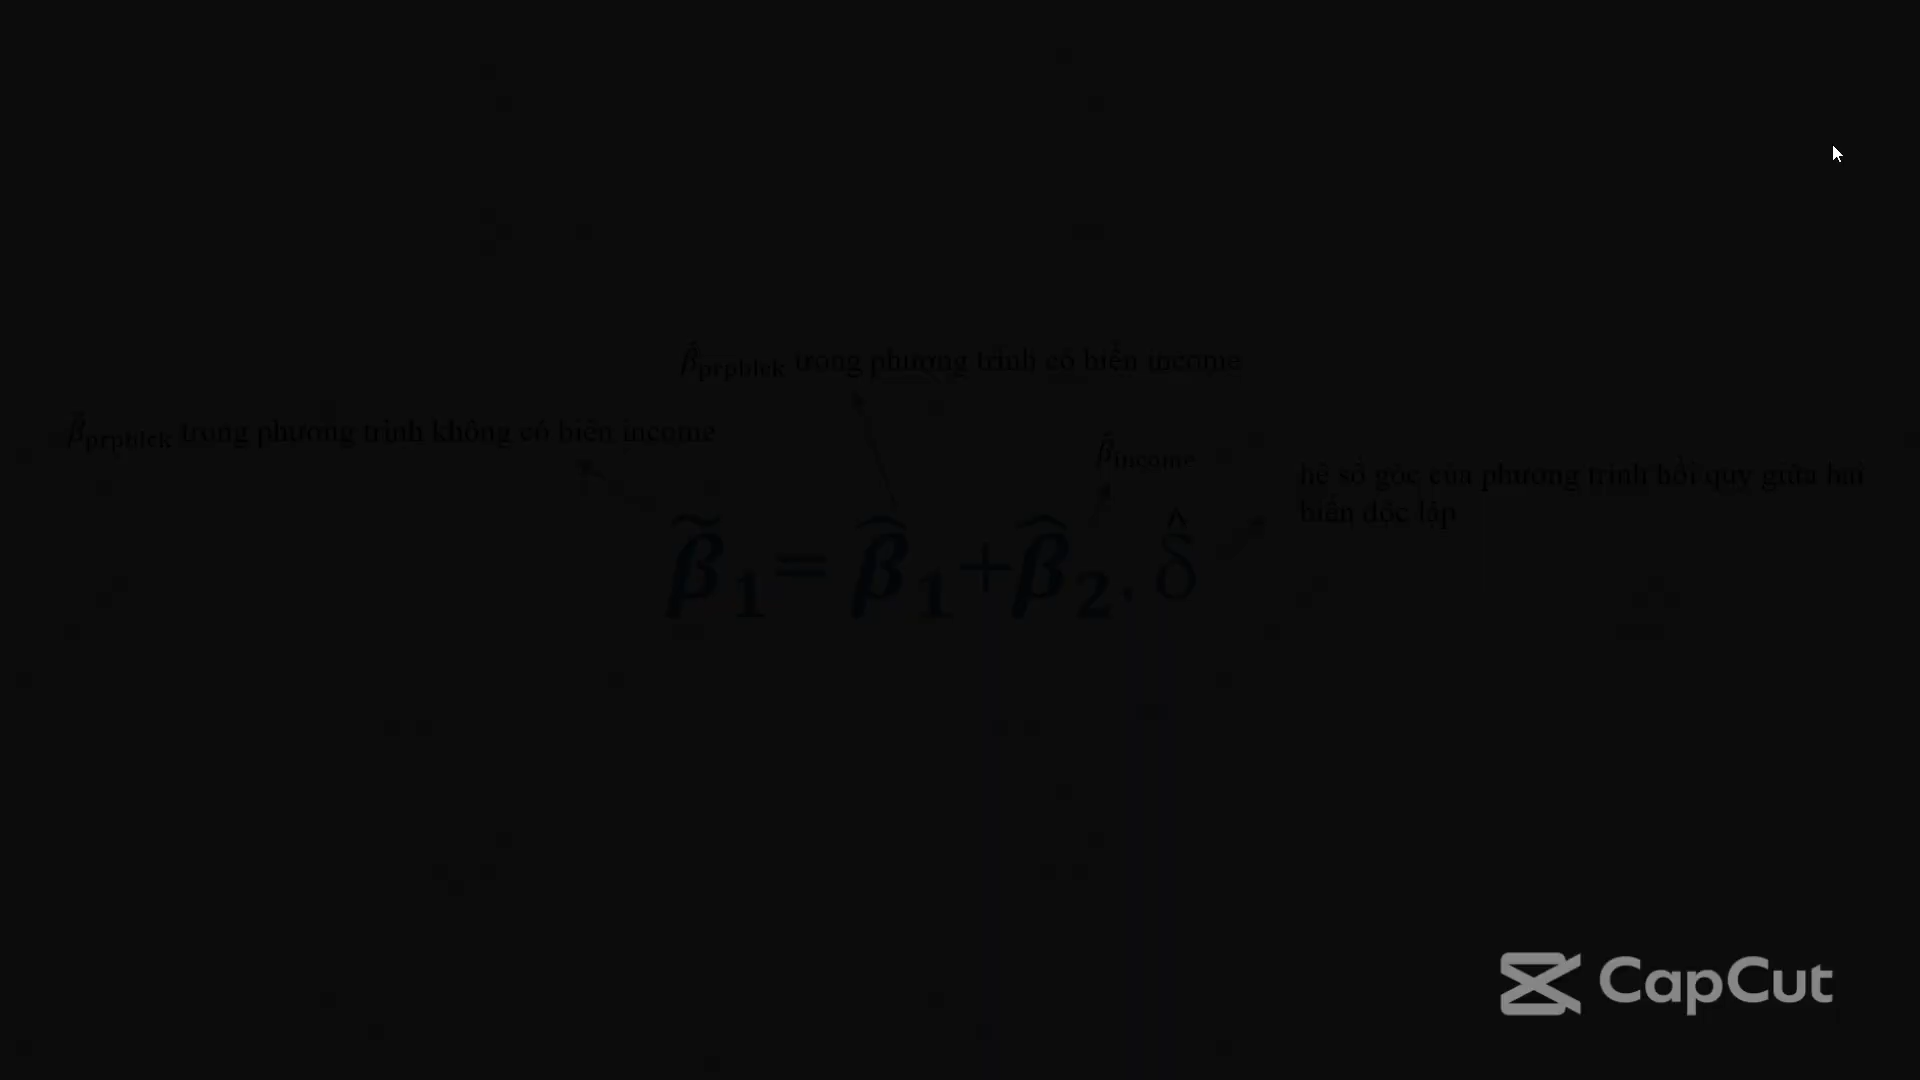 β̂prpblck trong phương trình có biến income
β̃prpblck trong phương trình không có biến income
β̂income
hệ số góc của phương trình hồi quy giữa hai
biến độc lập
β̃1= β̂1+β̂2. δ̂
CapCut